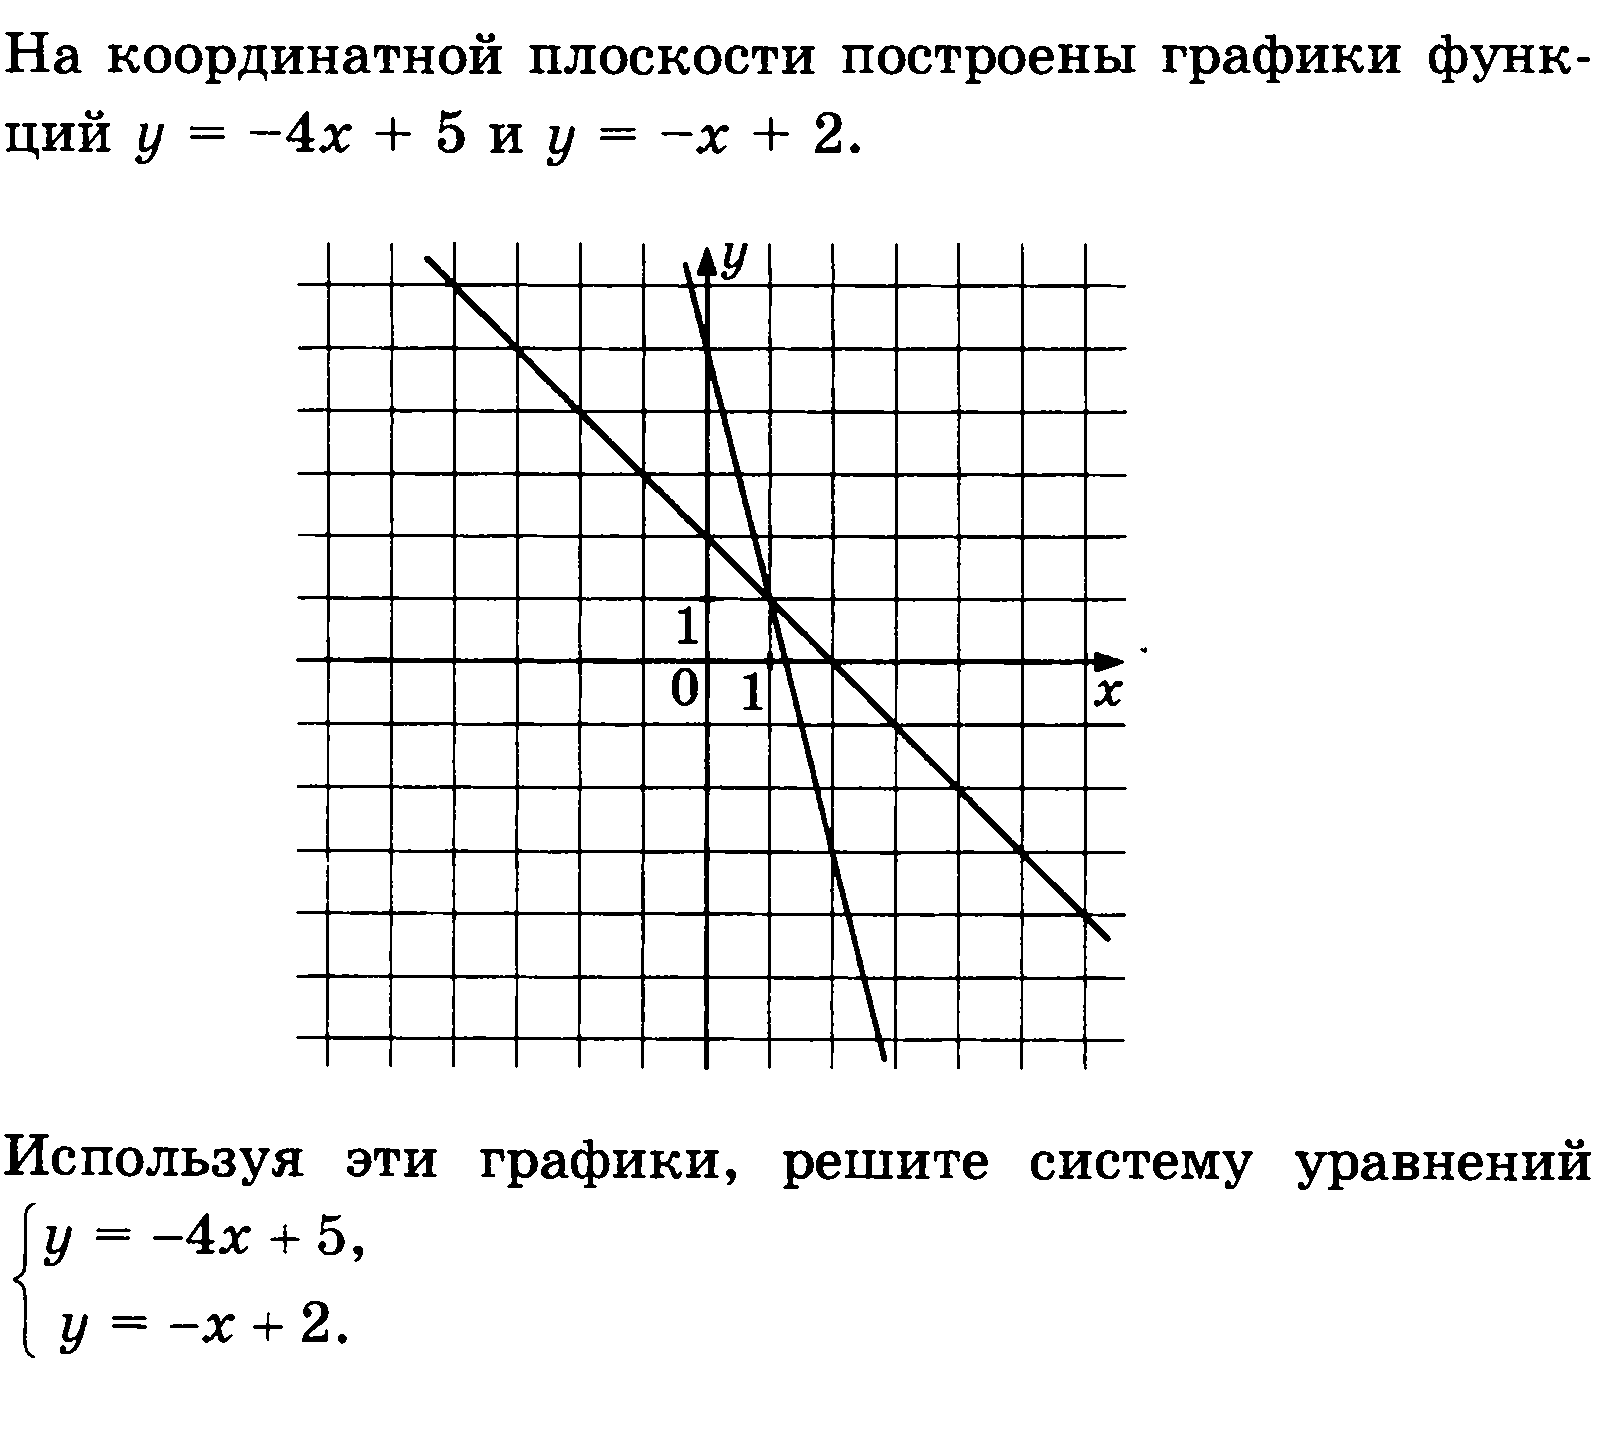 На координатной плоскости построены графики функ-
ций y = -4x + 5 и y = -x + 2.
y
1
0 1 x
Используя эти графики, решите систему уравнений
{y = -4x + 5,
y = -x + 2.